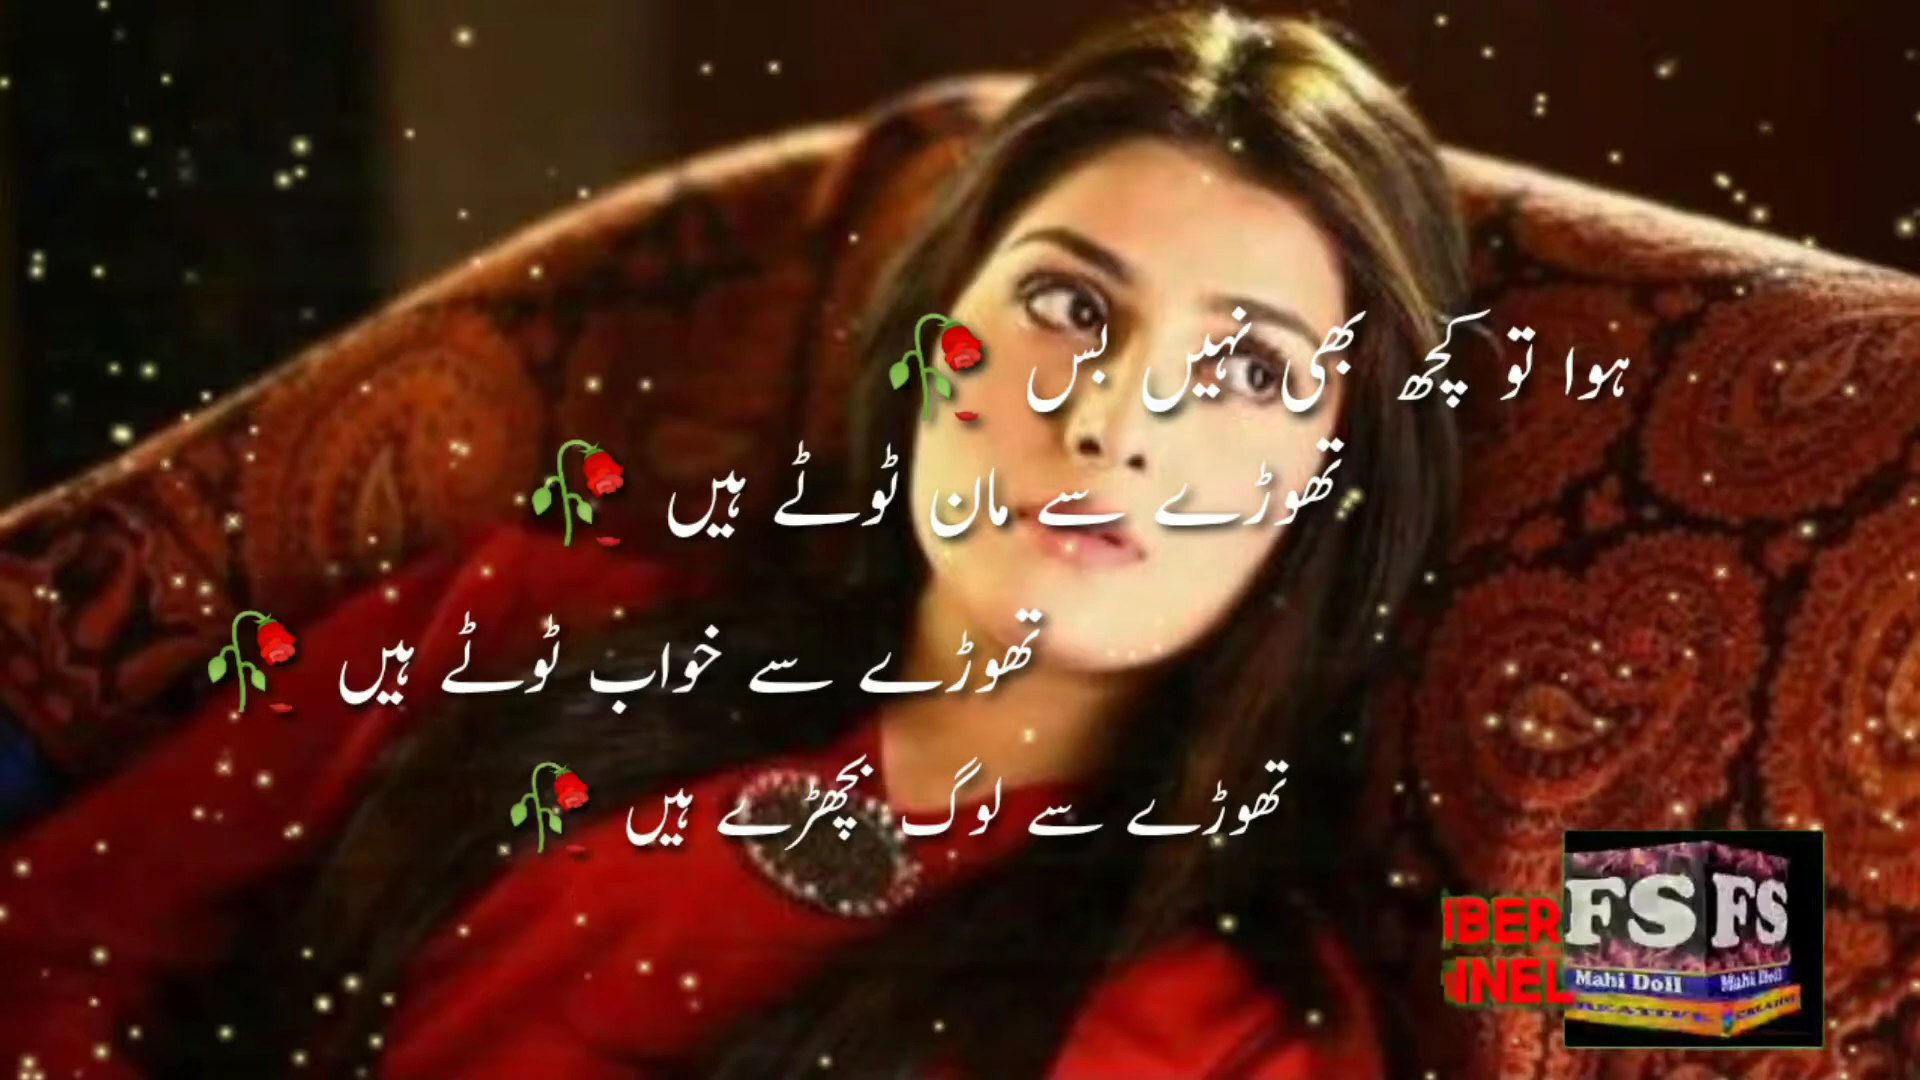 ہوا تو کچھ بھی نہیں بس 🥀
تھوڑے سے مان ٹوٹے ہیں 🥀
تھوڑے سے خواب ٹوٹے ہیں 🥀
تھوڑے سے لوگ بچھڑے ہیں 🥀
FS FS
Mahi Doll Mahi Doll